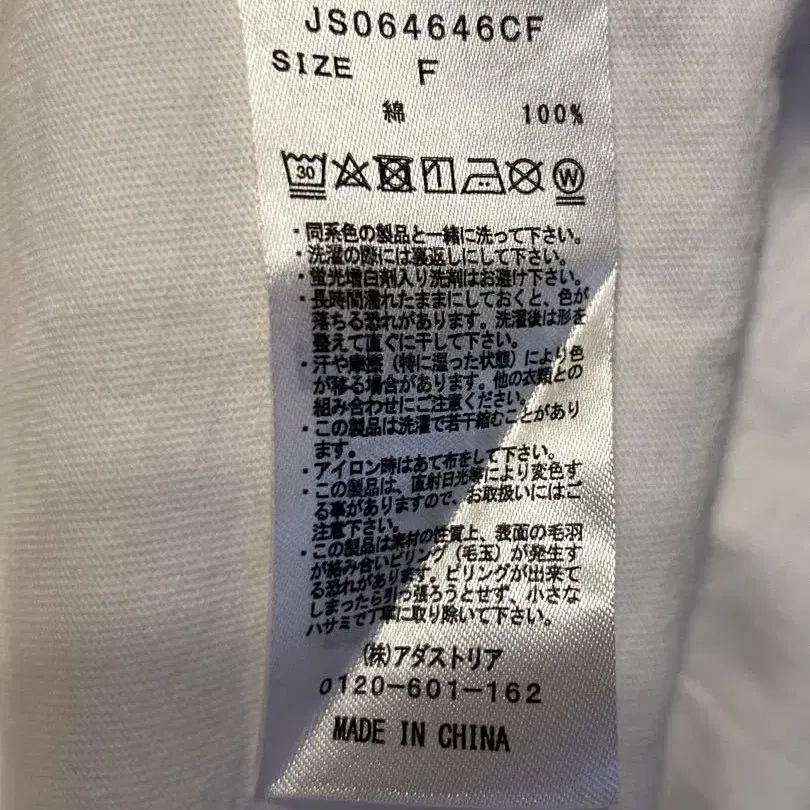 JS064646CF
SIZE F
綿 100%
30 W
・同系色の製品と一緒に洗って下さい。
・洗濯の際には裏返しにして下さい。
・蛍光増白剤入り洗剤はお避け下さい。
・長時間濡れたままにしておくと、色が
落ちる恐れがあります。洗濯後は形を
整えて直ぐに干して下さい。
・汗や摩擦（特に湿った状態）により色
が移る場合があります。他の衣類との
組み合わせにご注意ください。
・この製品は洗濯で若干縮むことがあり
ます。
・アイロン時はあて布をして下さい。
・この製品は、直射日光等により変色す
る事がありますので、お取扱いにはご
注意下さい。
・この製品は素材の性質上、表面の毛羽
が絡み合いピリング（毛玉）が発生す
る恐れがあります。ピリングが出来て
しまったら引っ張ろうとせず、小さな
ハサミで丁寧に取り除いて下さい。
(株)アダストリア
0120-601-162
MADE IN CHINA